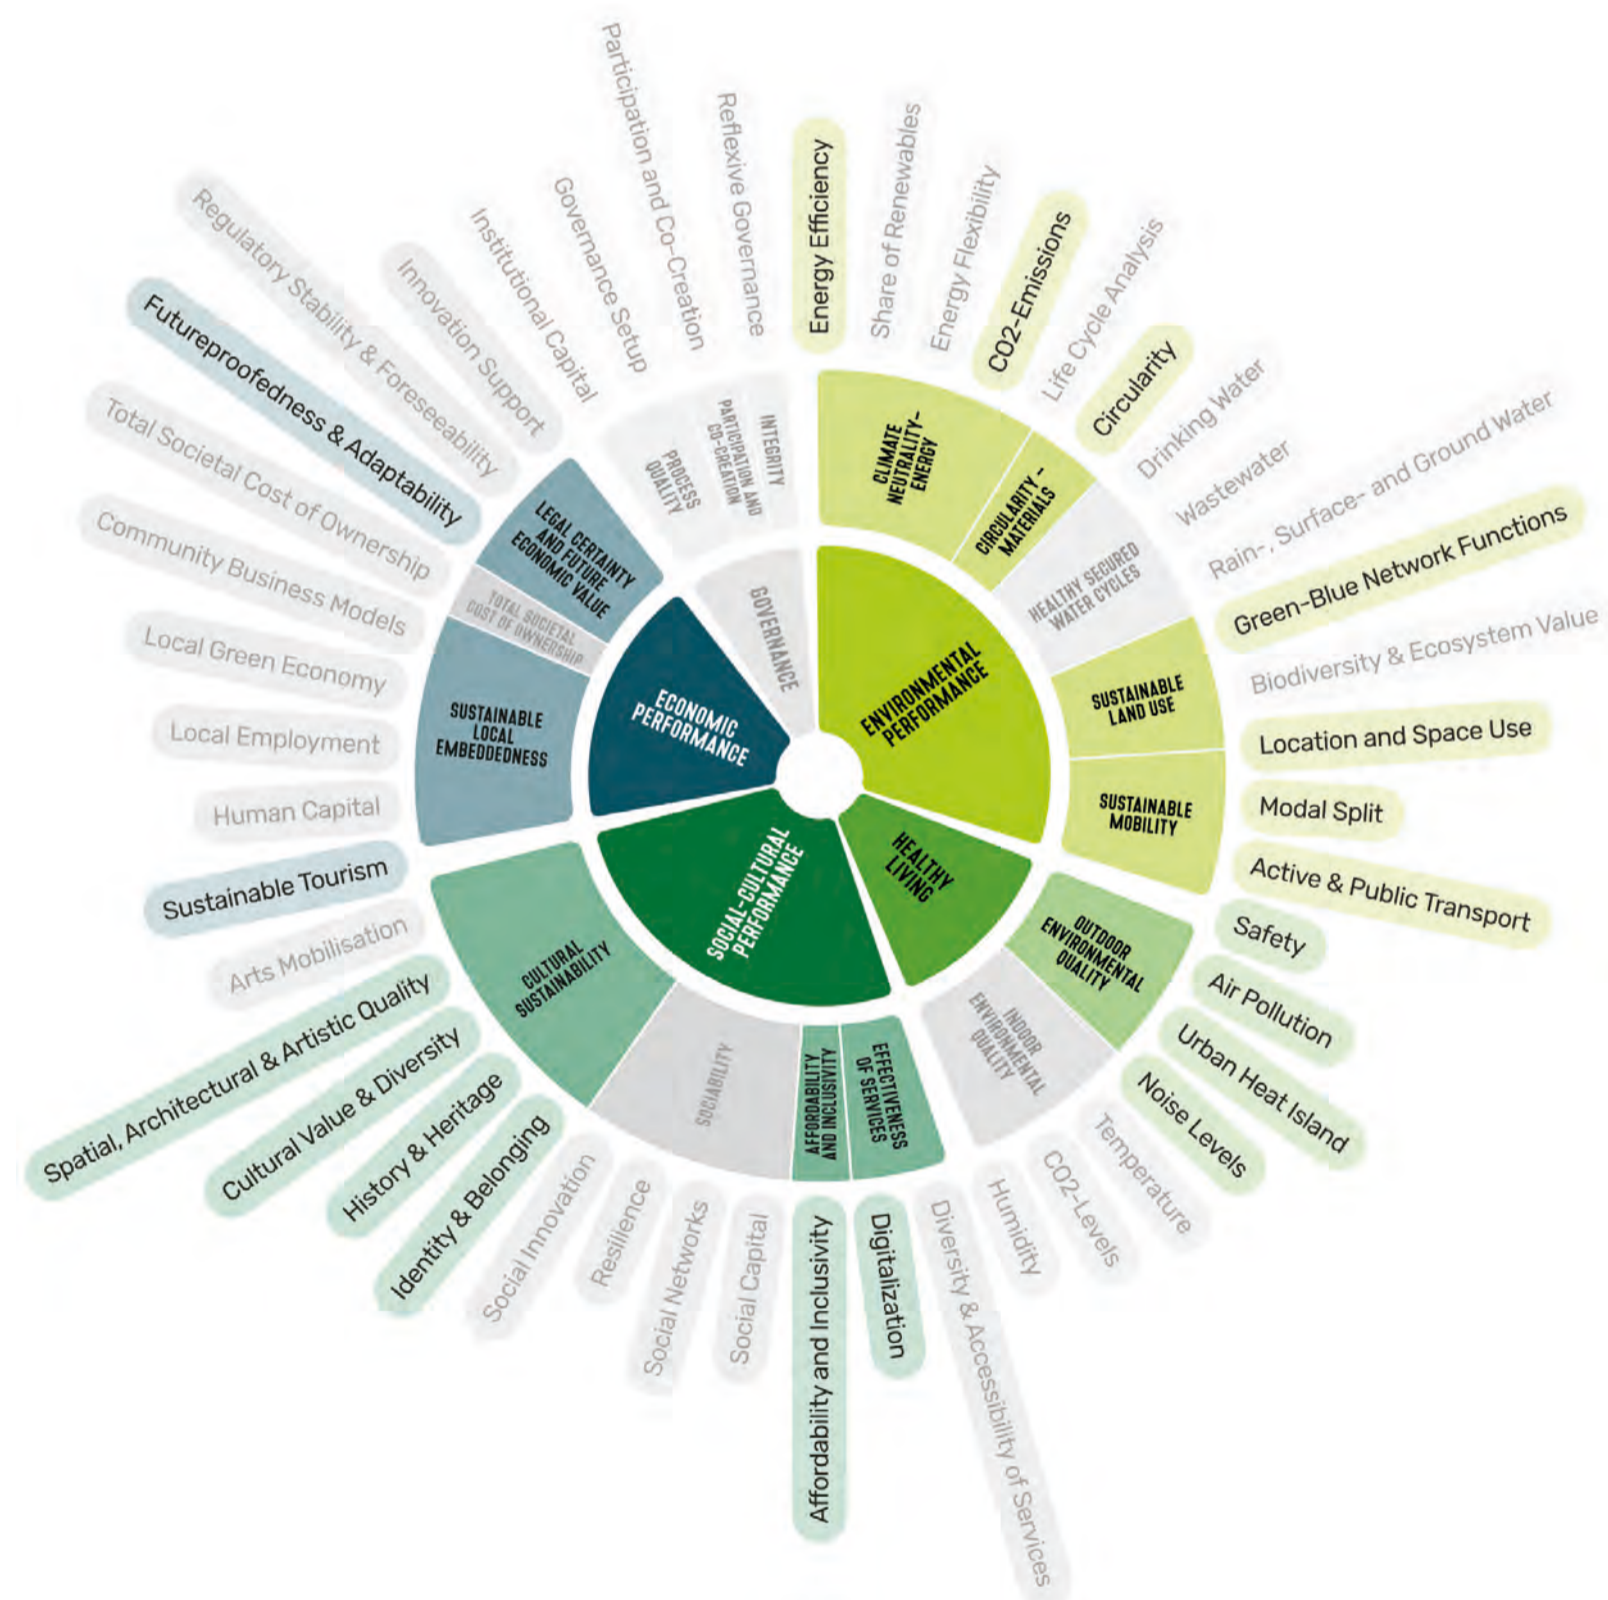 ENVIRONMENTAL
PERFORMANCE
HEALTHY
LIVING
SOCIAL-CULTURAL
PERFORMANCE
ECONOMIC
PERFORMANCE
GOVERNANCE
CLIMATE
NEUTRALITY-
ENERGY
CIRCULARITY -
MATERIALS
HEALTHY SECURED
WATER CYCLES
SUSTAINABLE
LAND USE
SUSTAINABLE
MOBILITY
OUTDOOR
ENVIRONMENTAL
QUALITY
INDOOR
ENVIRONMENTAL
QUALITY
EFFECTIVENESS
OF SERVICES
AFFORDABILITY
AND INCLUSIVITY
SOCIABILITY
CULTURAL
SUSTAINABILITY
SUSTAINABLE
LOCAL
EMBEDDEDNESS
TOTAL SOCIETAL
COST OF OWNERSHIP
LEGAL CERTAINTY
AND FUTURE
ECONOMIC VALUE
PROCESS
QUALITY
PARTICIPATION AND
CO-CREATION
INTEGRITY
Energy Efficiency
Share of Renewables
Energy Flexibility
CO2-Emissions
Life Cycle Analysis
Circularity
Drinking Water
Wastewater
Rain-, Surface- and Ground Water
Green-Blue Network Functions
Biodiversity & Ecosystem Value
Location and Space Use
Modal Split
Active & Public Transport
Safety
Air Pollution
Urban Heat Island
Noise Levels
Temperature
CO2-Levels
Humidity
Diversity & Accessibility of Services
Digitalization
Affordability and Inclusivity
Social Capital
Social Networks
Resilience
Social Innovation
Identity & Belonging
History & Heritage
Cultural Value & Diversity
Spatial, Architectural & Artistic Quality
Arts Mobilisation
Sustainable Tourism
Human Capital
Local Employment
Local Green Economy
Community Business Models
Total Societal Cost of Ownership
Futureproofedness & Adaptability
Regulatory Stability & Foreseeability
Innovation Support
Institutional Capital
Governance Setup
Participation and Co-Creation
Reflexive Governance